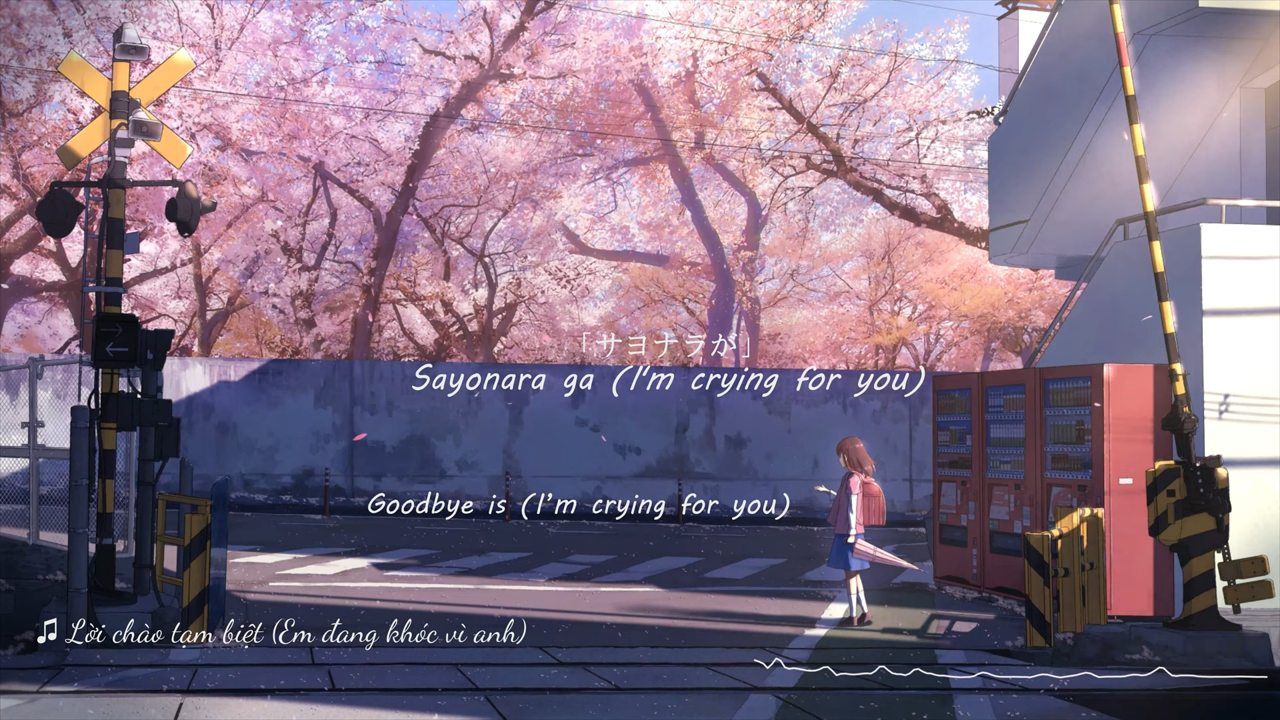 「サヨナラが」
Sayonara ga (I'm crying for you)
Goodbye is (I'm crying for you)
♫ Lời chào tạm biệt (Em đang khóc vì anh)